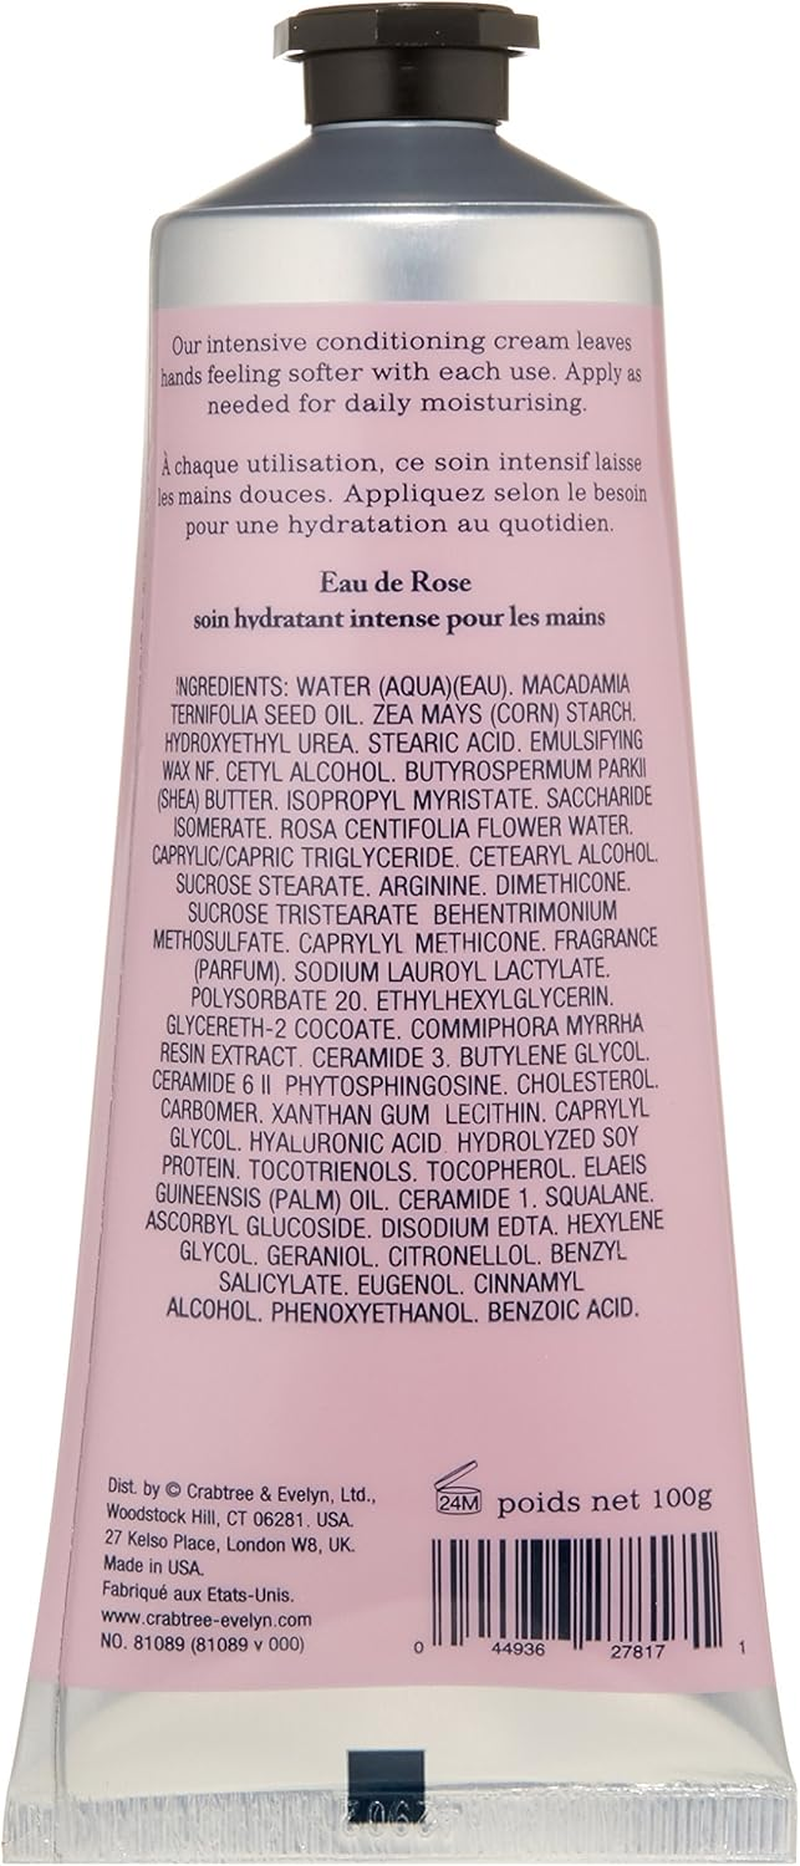 Our intensive conditioning cream leaves
hands feeling softer with each use. Apply as
needed for daily moisturising.
À chaque utilisation, ce soin intensif laisse
les mains douces. Appliquez selon le besoin
pour une hydratation au quotidien.
Eau de Rose
soin hydratant intense pour les mains
INGREDIENTS: WATER (AQUA)(EAU). MACADAMIA
TERNIFOLIA SEED OIL. ZEA MAYS (CORN) STARCH.
HYDROXYETHYL UREA. STEARIC ACID. EMULSIFYING
WAX NF. CETYL ALCOHOL. BUTYROSPERMUM PARKII
(SHEA) BUTTER. ISOPROPYL MYRISTATE. SACCHARIDE
ISOMERATE. ROSA CENTIFOLIA FLOWER WATER.
CAPRYLIC/CAPRIC TRIGLYCERIDE. CETEARYL ALCOHOL.
SUCROSE STEARATE. ARGININE. DIMETHICONE.
SUCROSE TRISTEARATE BEHENTRIMONIUM
METHOSULFATE. CAPRYLYL METHICONE. FRAGRANCE
(PARFUM). SODIUM LAUROYL LACTYLATE.
POLYSORBATE 20. ETHYLHEXYLGLYCERIN.
GLYCERETH-2 COCOATE. COMMIPHORA MYRRHA
RESIN EXTRACT. CERAMIDE 3. BUTYLENE GLYCOL.
CERAMIDE 6 II PHYTOSPHINGOSINE. CHOLESTEROL.
CARBOMER. XANTHAN GUM LECITHIN. CAPRYLYL
GLYCOL. HYALURONIC ACID HYDROLYZED SOY
PROTEIN. TOCOTRIENOLS. TOCOPHEROL. ELAEIS
GUINEENSIS (PALM) OIL. CERAMIDE 1. SQUALANE.
ASCORBYL GLUCOSIDE. DISODIUM EDTA. HEXYLENE
GLYCOL. GERANIOL. CITRONELLOL. BENZYL
SALICYLATE. EUGENOL. CINNAMYL
ALCOHOL. PHENOXYETHANOL. BENZOIC ACID.
Dist. by © Crabtree & Evelyn, Ltd.,
Woodstock Hill, CT 06281. USA.
27 Kelso Place, London W8, UK.
Made in USA.
Fabriqué aux Etats-Unis.
www.crabtree-evelyn.com
NO. 81089 (81089 v 000)
24M poids net 100g
0 44936 27817 1